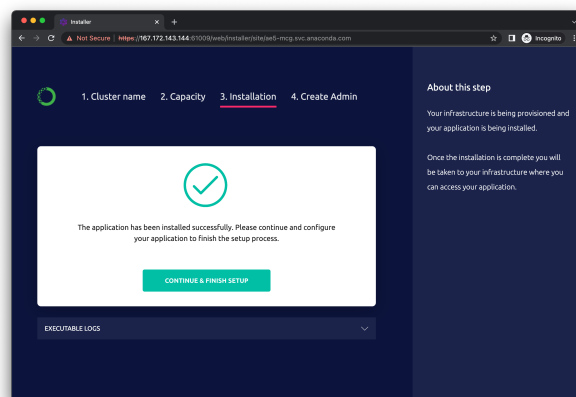 Installer
Not Secure | https://167.172.143.144:61009/web/installer/site/ae5-mcg.svc.anaconda.com
Incognito
1. Cluster name 2. Capacity 3. Installation 4. Create Admin
The application has been installed successfully. Please continue and configure
your application to finish the setup process.
CONTINUE & FINISH SETUP
EXECUTABLE LOGS
About this step
Your infrastructure is being provisioned and
your application is being installed.
Once the installation is complete you will
be taken to your infrastructure where you
can access your application.